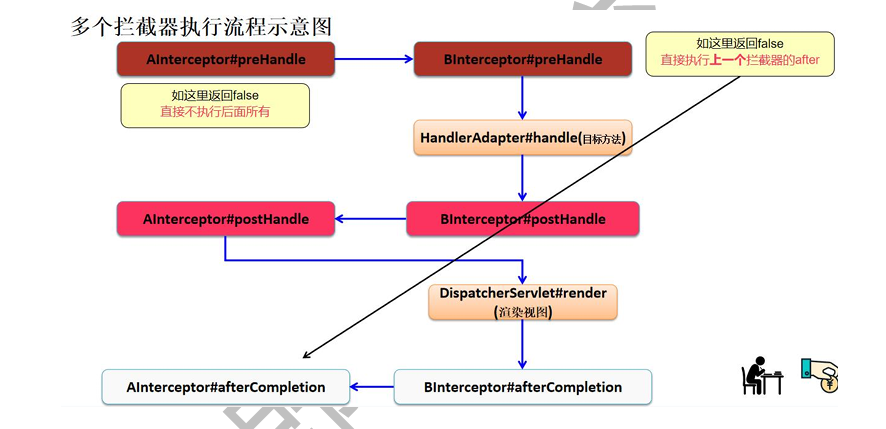 多个拦截器执行流程示意图
AInterceptor#preHandle
BInterceptor#preHandle
如这里返回false
直接执行上一个拦截器的after
如这里返回false
直接不执行后面所有
HandlerAdapter#handle(目标方法)
AInterceptor#postHandle
BInterceptor#postHandle
DispatcherServlet#render
(渲染视图)
AInterceptor#afterCompletion
BInterceptor#afterCompletion
¥